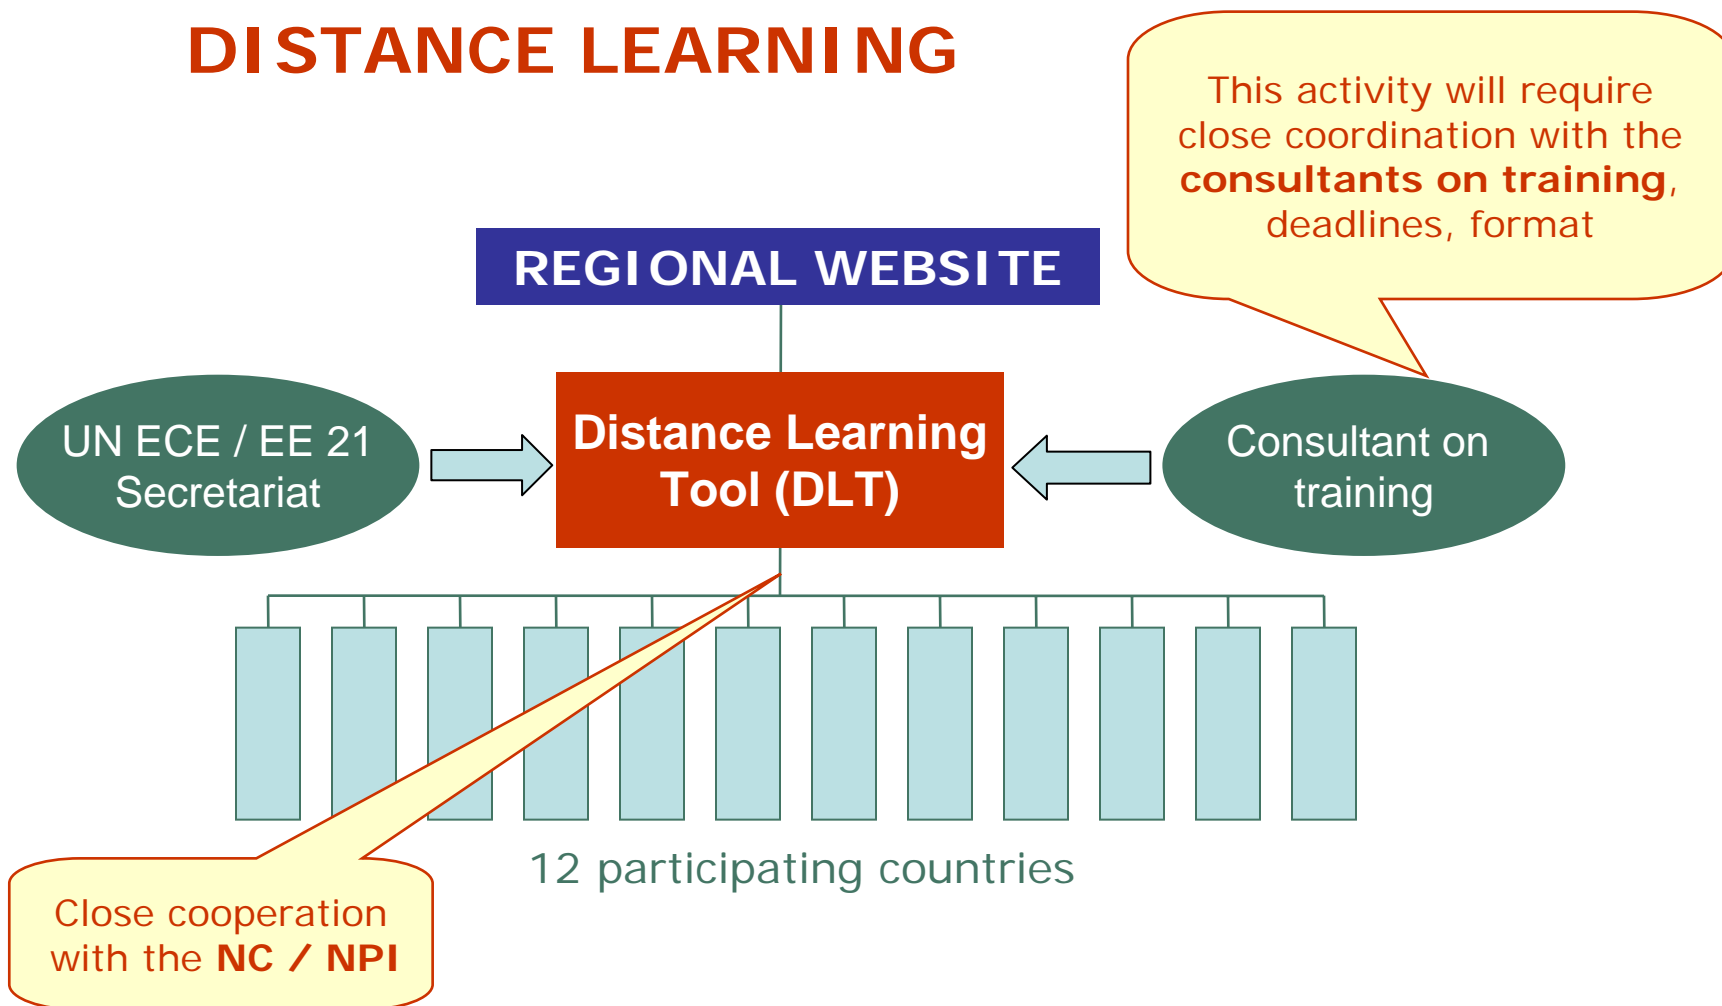 DISTANCE LEARNING
This activity will require
close coordination with the
consultants on training,
deadlines, format
REGIONAL WEBSITE
UN ECE / EE 21
Secretariat
Distance Learning
Tool (DLT)
Consultant on
training
12 participating countries
Close cooperation
with the NC / NPI